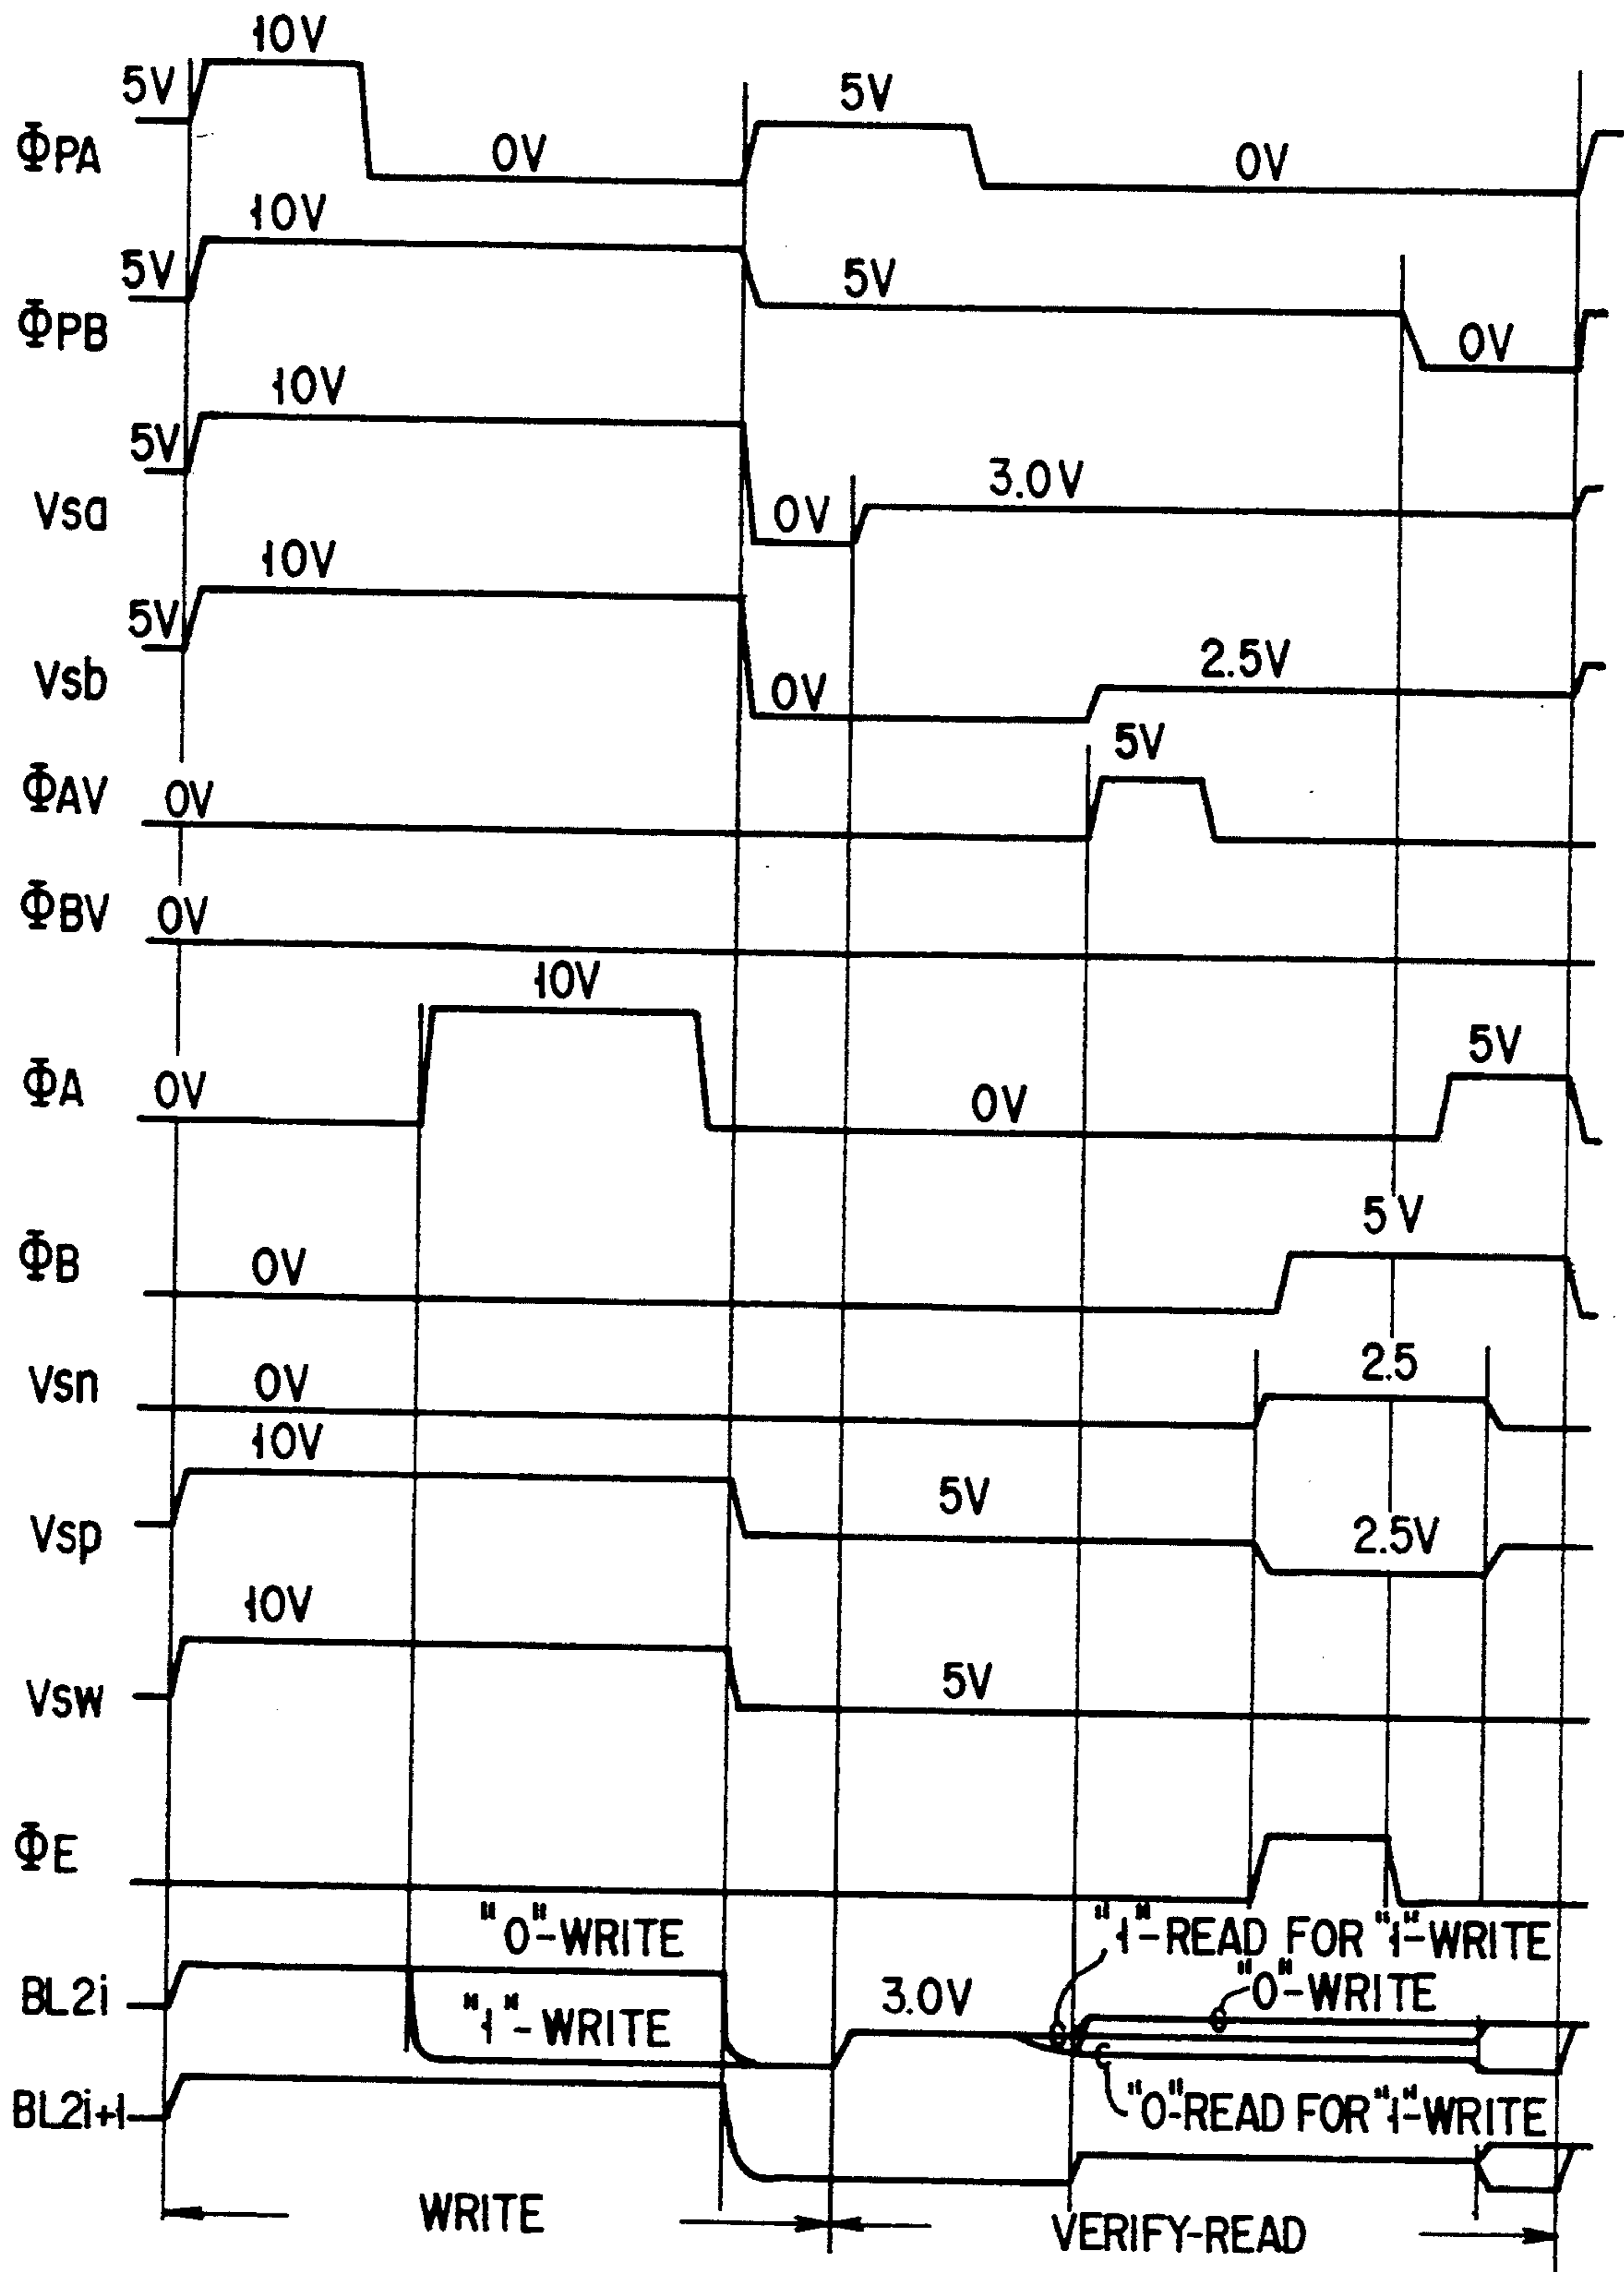 10V
5V 5V
ΦPA 0V 0V
10V
5V 5V
ΦPB 0V
10V
5V 3.0V
Vsa 0V
10V
5V 2.5V
Vsb 0V
5V
ΦAV 0V
ΦBV 0V
10V
5V
ΦA 0V 0V
5V
ΦB 0V
2.5
Vsn 0V
10V
5V
Vsp 2.5V
10V
Vsw 5V
ΦE
"0"-WRITE "1"-READ FOR "1"-WRITE
BL2i 3.0V "0"-WRITE
"1"-WRITE
BL2i+1 "0"-READ FOR "1"-WRITE
WRITE VERIFY-READ